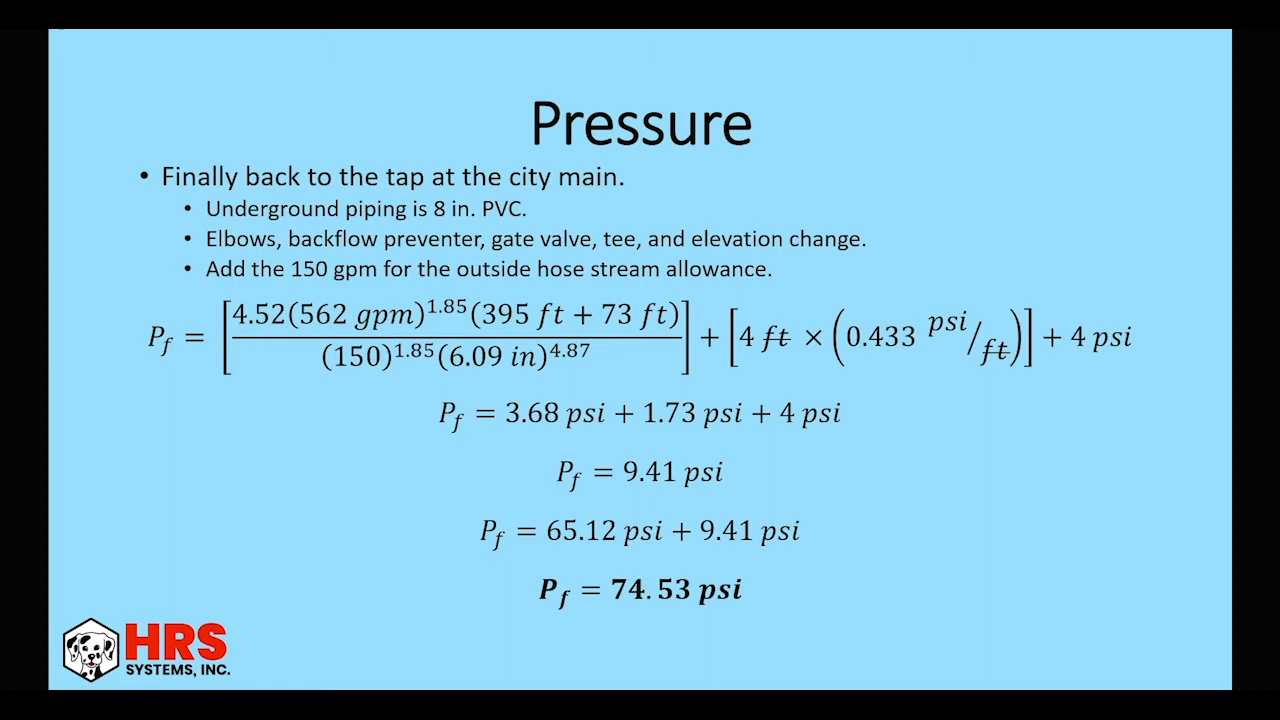 Pressure
• Finally back to the tap at the city main.
• Underground piping is 8 in. PVC.
• Elbows, backflow preventer, gate valve, tee, and elevation change.
• Add the 150 gpm for the outside hose stream allowance.
P_f = [4.52(562 gpm)^1.85(395 ft + 73 ft) / (150)^1.85(6.09 in)^4.87] + [4 ft × (0.433 psi/ft)] + 4 psi
P_f = 3.68 psi + 1.73 psi + 4 psi
P_f = 9.41 psi
P_f = 65.12 psi + 9.41 psi
P_f = 74.53 psi
HRS
SYSTEMS, INC.